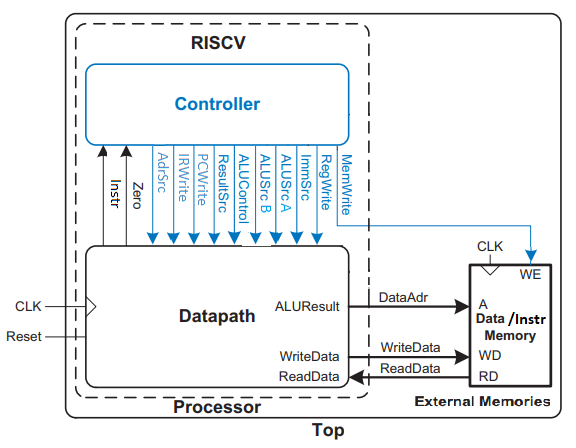 RISCV
Controller
Instr
Zero
AdrSrc
IRWrite
PCWrite
ResultSrc
ALUControl
ALUSrc B
ALUSrc A
ImmSrc
RegWrite
MemWrite
CLK
WE
CLK
Reset
Datapath
ALUResult
DataAdr
A
Data /Instr
Memory
WriteData
WriteData
WD
ReadData
ReadData
RD
Processor
External Memories
Top